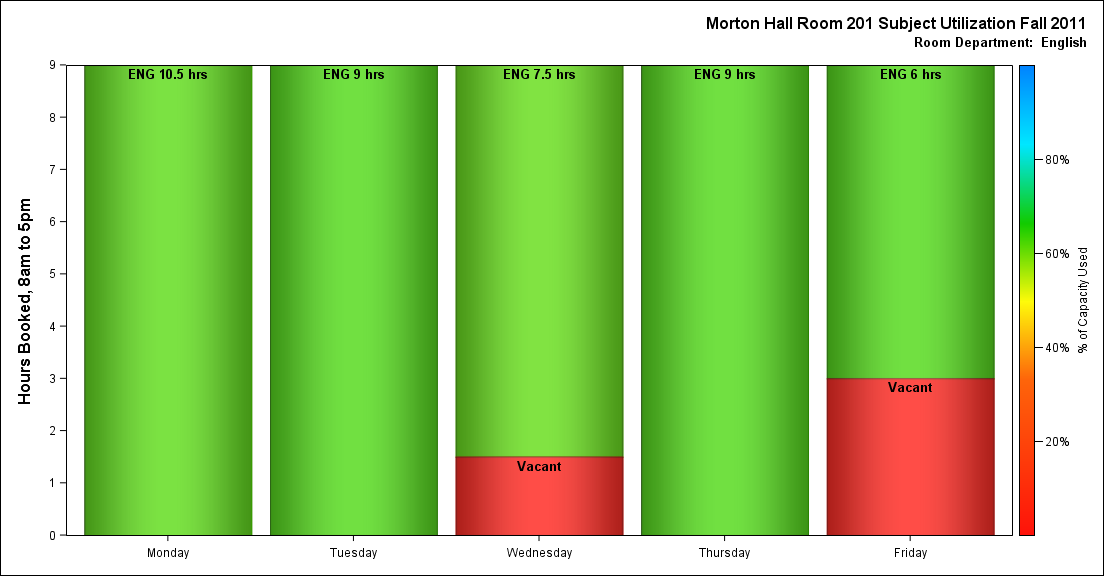 Morton Hall Room 201 Subject Utilization Fall 2011
Room Department:  English
Hours Booked, 8am to 5pm
9
8
7
6
5
4
3
2
1
0
ENG 10.5 hrs
ENG 9 hrs
ENG 7.5 hrs
ENG 9 hrs
ENG 6 hrs
Vacant
Vacant
Monday
Tuesday
Wednesday
Thursday
Friday
80%
60%
40%
20%
% of Capacity Used